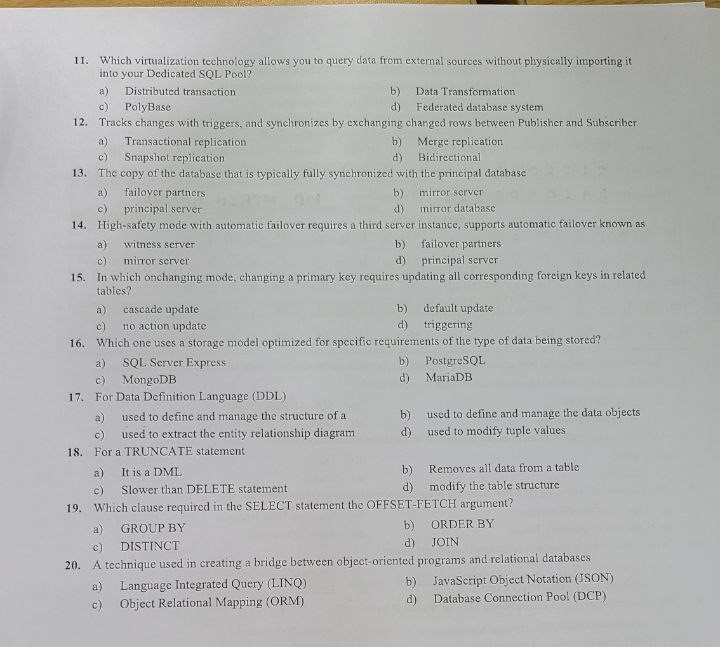 11. Which virtualization technology allows you to query data from external sources without physically importing it
into your Dedicated SQL Pool?
a) Distributed transaction b) Data Transformation
c) PolyBase d) Federated database system
12. Tracks changes with triggers, and synchronizes by exchanging changed rows between Publisher and Subscriber
a) Transactional replication b) Merge replication
c) Snapshot replication d) Bidirectional
13. The copy of the database that is typically fully synchronized with the principal database
a) failover partners b) mirror server
c) principal server d) mirror database
14. High-safety mode with automatic failover requires a third server instance, supports automatic failover known as
a) witness server b) failover partners
c) mirror server d) principal server
15. In which onchanging mode, changing a primary key requires updating all corresponding foreign keys in related
tables?
a) cascade update b) default update
c) no action update d) triggering
16. Which one uses a storage model optimized for specific requirements of the type of data being stored?
a) SQL Server Express b) PostgreSQL
c) MongoDB d) MariaDB
17. For Data Definition Language (DDL)
a) used to define and manage the structure of a b) used to define and manage the data objects
c) used to extract the entity relationship diagram d) used to modify tuple values
18. For a TRUNCATE statement
a) It is a DML b) Removes all data from a table
c) Slower than DELETE statement d) modify the table structure
19. Which clause required in the SELECT statement the OFFSET-FETCH argument?
a) GROUP BY b) ORDER BY
c) DISTINCT d) JOIN
20. A technique used in creating a bridge between object-oriented programs and relational databases
a) Language Integrated Query (LINQ) b) JavaScript Object Notation (JSON)
c) Object Relational Mapping (ORM) d) Database Connection Pool (DCP)